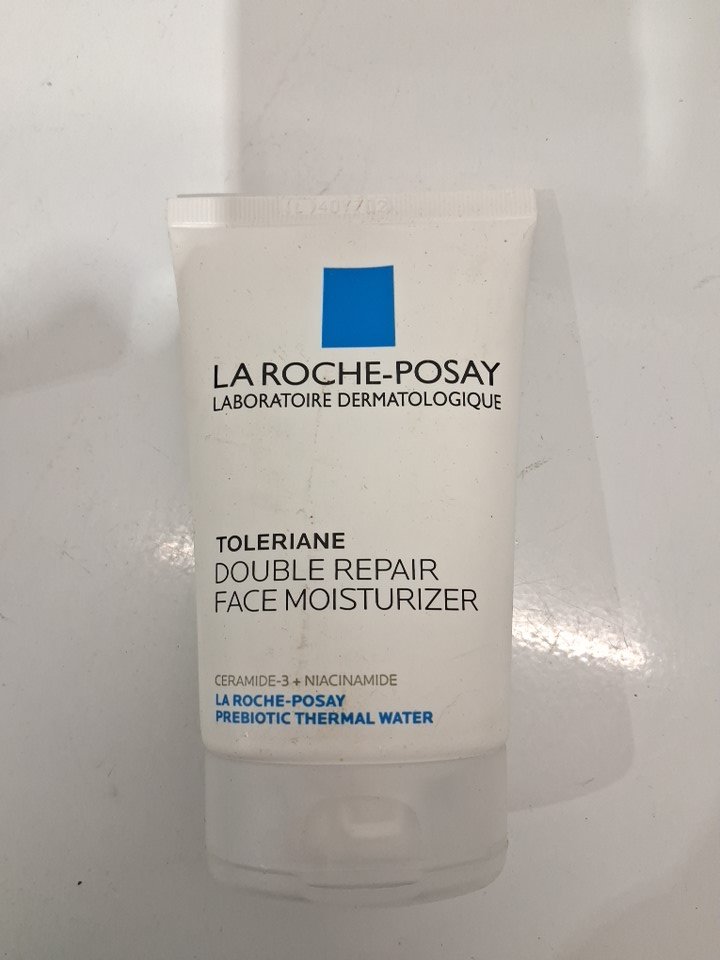 LA ROCHE-POSAY
LABORATOIRE DERMATOLOGIQUE
TOLERIANE
DOUBLE REPAIR
FACE MOISTURIZER
CERAMIDE-3 + NIACINAMIDE
LA ROCHE-POSAY
PREBIOTIC THERMAL WATER